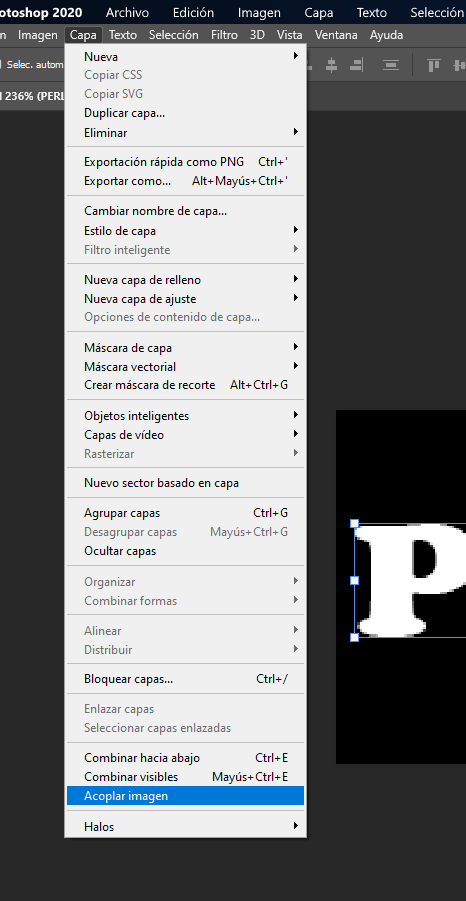 otoshop 2020 Archivo Edición Imagen Capa Texto Selección
n Imagen Capa Texto Selección Filtro 3D Vista Ventana Ayuda
Selec. autom
l 236% (PERL
Nueva
Copiar CSS
Copiar SVG
Duplicar capa...
Eliminar
Exportación rápida como PNG Ctrl+'
Exportar como... Alt+Mayús+Ctrl+'
Cambiar nombre de capa...
Estilo de capa
Filtro inteligente
Nueva capa de relleno
Nueva capa de ajuste
Opciones de contenido de capa...
Máscara de capa
Máscara vectorial
Crear máscara de recorte Alt+Ctrl+G
Objetos inteligentes
Capas de vídeo
Rasterizar
Nuevo sector basado en capa
Agrupar capas Ctrl+G
Desagrupar capas Mayús+Ctrl+G
Ocultar capas
Organizar
Combinar formas
Alinear
Distribuir
Bloquear capas... Ctrl+/
Enlazar capas
Seleccionar capas enlazadas
Combinar hacia abajo Ctrl+E
Combinar visibles Mayús+Ctrl+E
Acoplar imagen
Halos
P